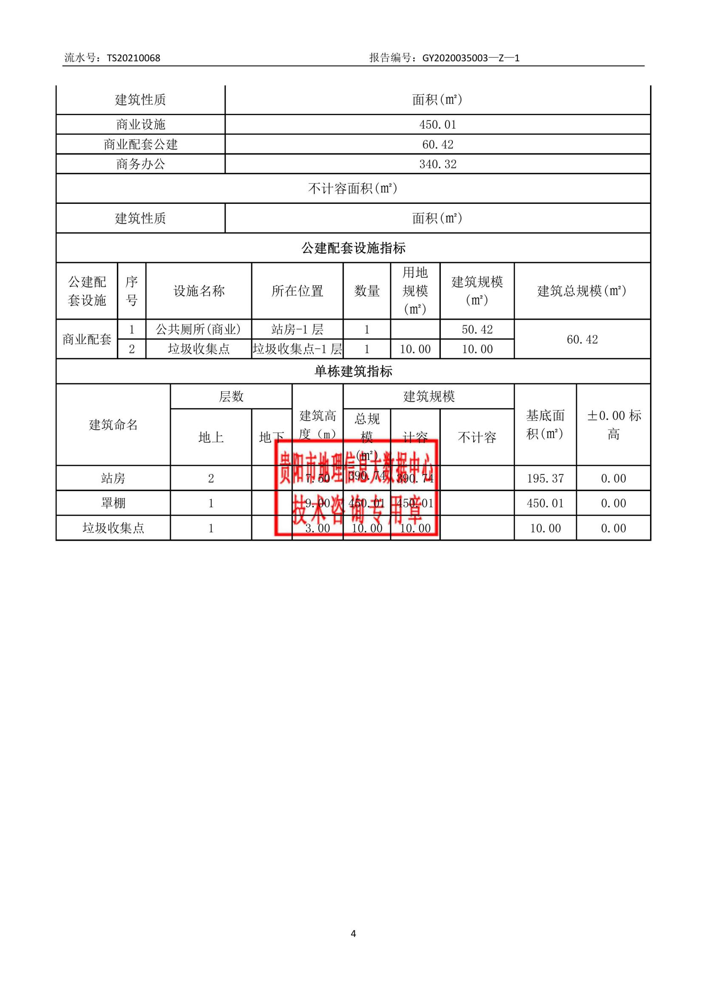 流水号：TS20210068 报告编号：GY2020035003—Z—1
建筑性质 面积(㎡)
商业设施 450.01
商业配套公建 60.42
商务办公 340.32
不计容面积(㎡)
建筑性质 面积(㎡)
公建配套设施指标
公建配套设施 序号 设施名称 所在位置 数量 用地规模(㎡) 建筑规模(㎡) 建筑总规模(㎡)
商业配套 1 公共厕所(商业) 站房-1层 1 50.42 60.42
2 垃圾收集点 垃圾收集点-1层 1 10.00 10.00
单栋建筑指标
建筑命名 层数 建筑高度（m） 建筑规模 基底面积(㎡) ±0.00标高
地上 地下 总规模(㎡) 计容 不计容
站房 2 7.50 390.74 390.74 195.37 0.00
罩棚 1 9.00 450.01 450.01 450.01 0.00
垃圾收集点 1 3.00 10.00 10.00 10.00 0.00
贵阳市地理信息大数据中心
技术咨询专用章
4